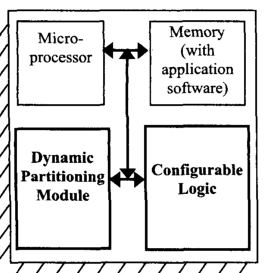 Micro-
processor
Memory
(with
application
software)
Dynamic
Partitioning
Module
Configurable
Logic